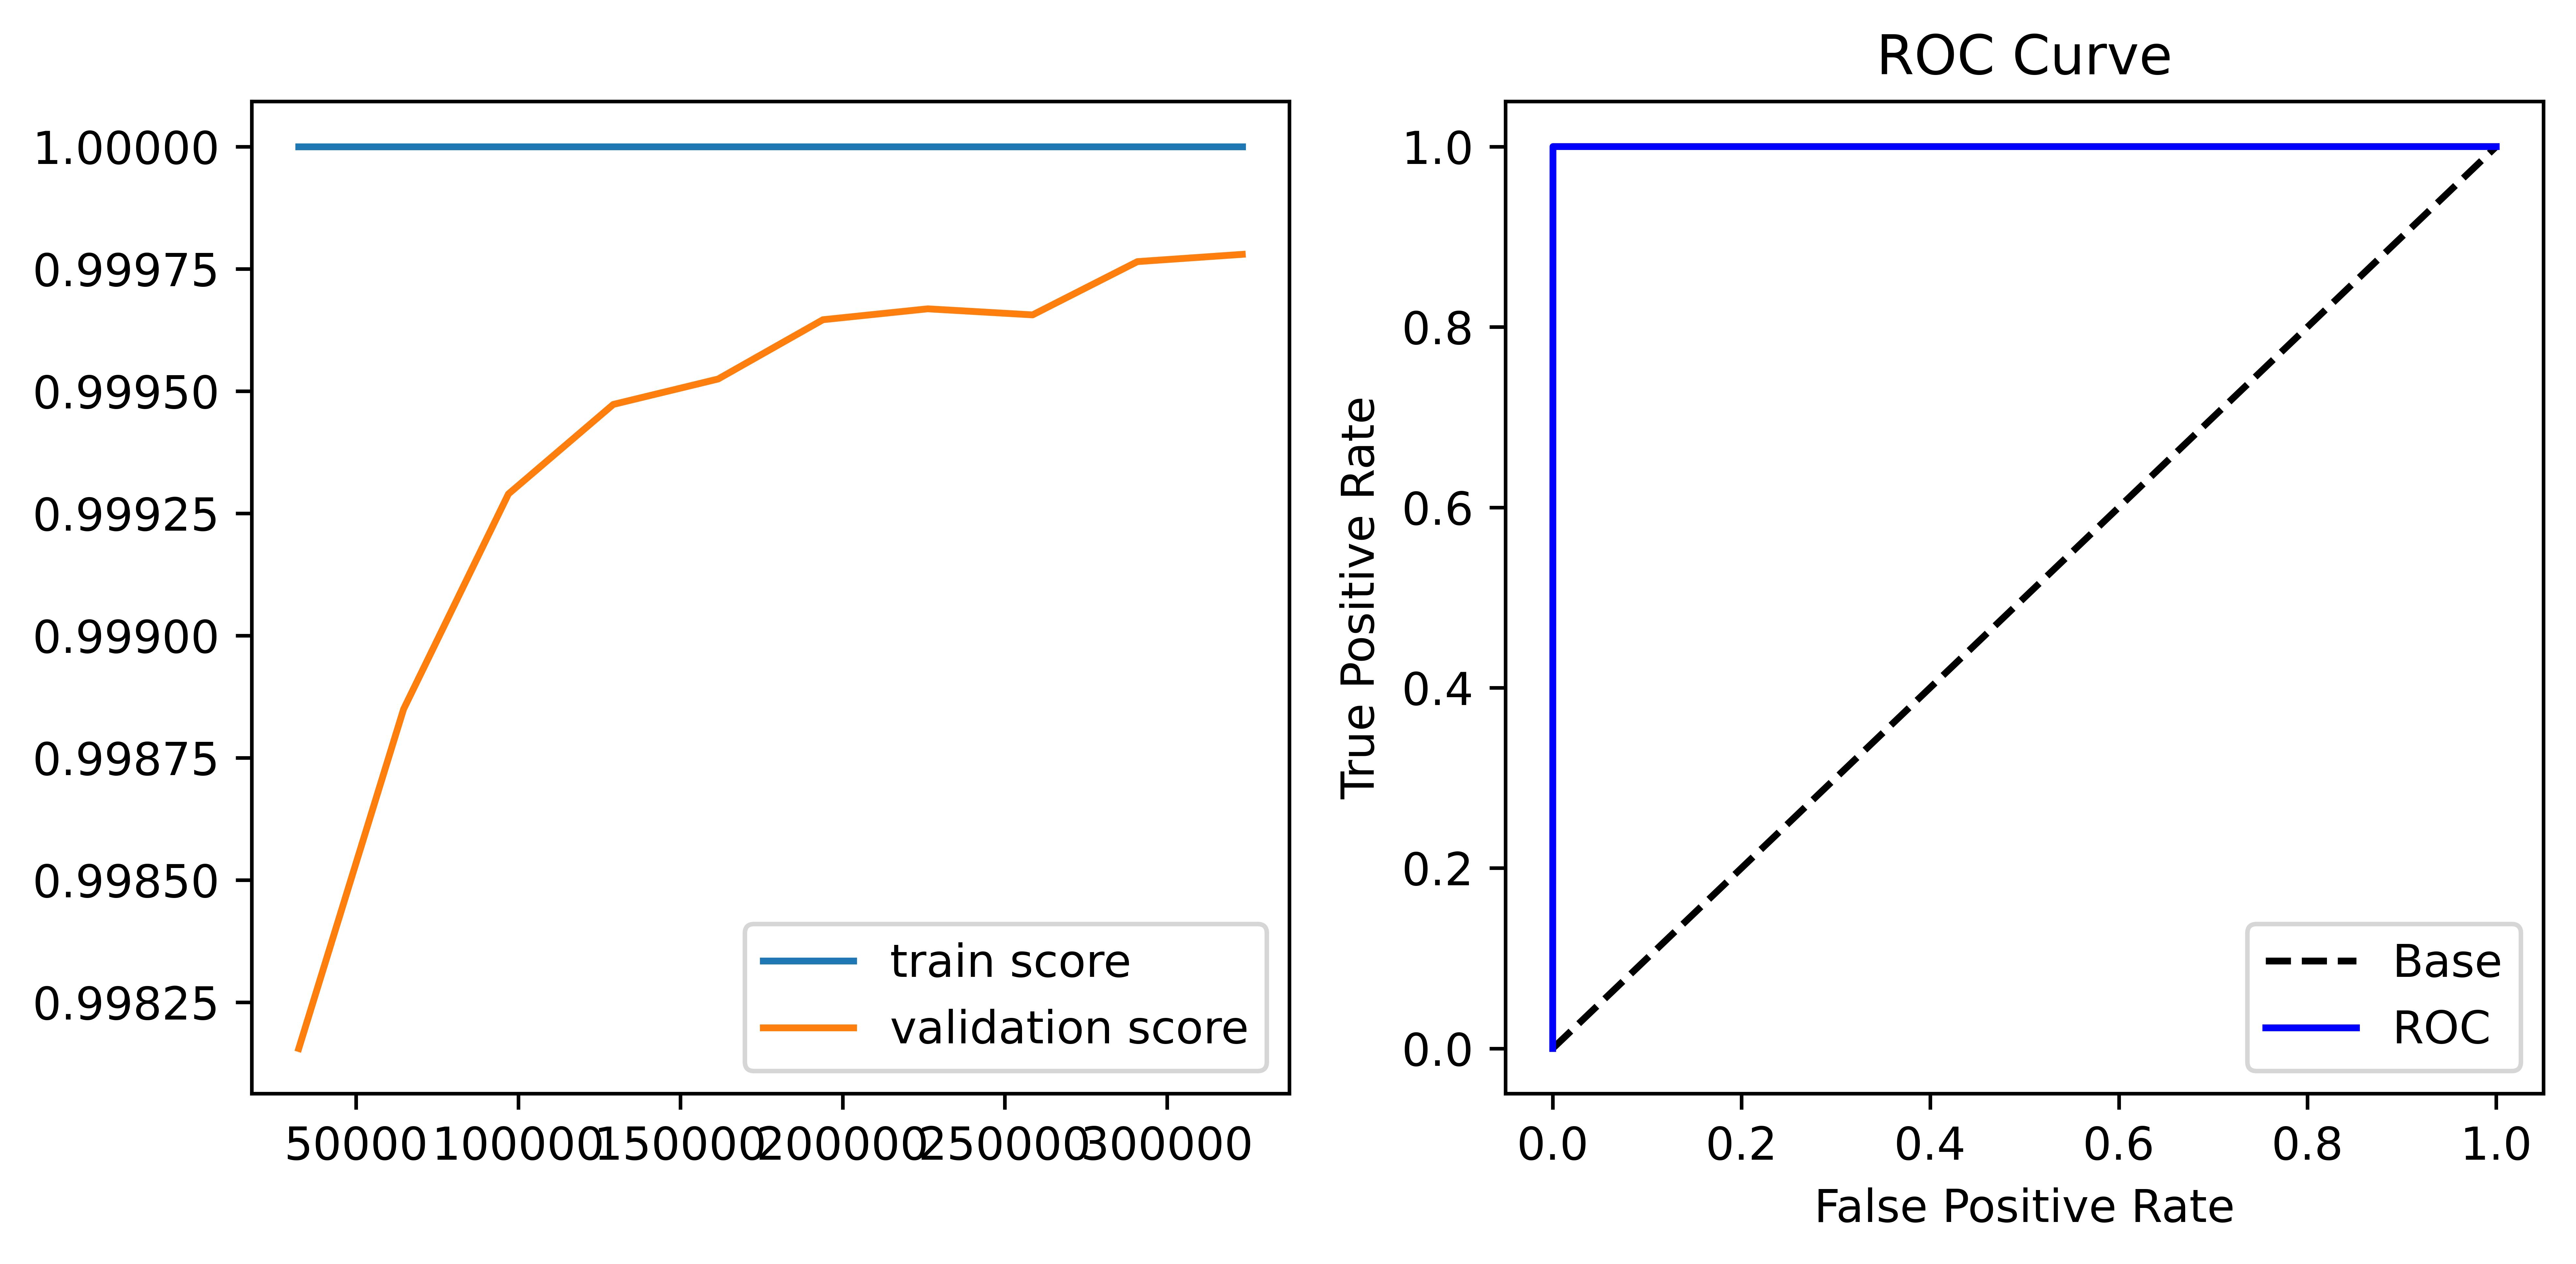 1.00000
0.99975
0.99950
0.99925
0.99900
0.99875
0.99850
0.99825
train score
validation score
50000 100000 150000 200000 250000 300000
ROC Curve
True Positive Rate
1.0
0.8
0.6
0.4
0.2
0.0
Base
ROC
0.0 0.2 0.4 0.6 0.8 1.0
False Positive Rate